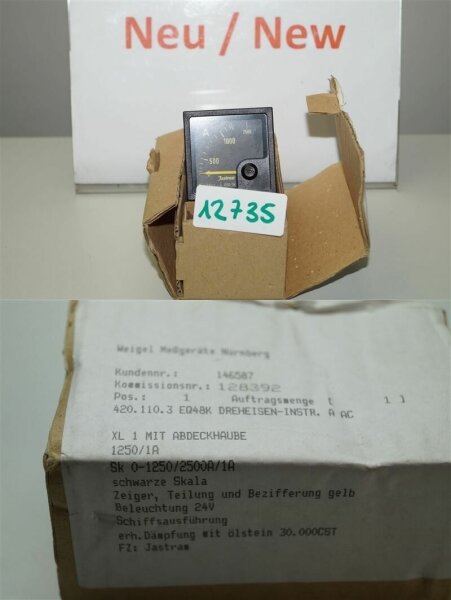 Neu / New
A
1000
2500
500
Jastram
12735
Weigel Meßgeräte Nürnberg
Kundennr.: 146587
Kommissionsnr.: 128392
Pos.: 1 Auftragsmenge [ 1 ]
420.110.3 EQ48K DREHEISEN-INSTR. A AC
XL 1 MIT ABDECKHAUBE
1250/1A
Sk 0-1250/2500A/1A
schwarze Skala
Zeiger, Teilung und Bezifferung gelb
Beleuchtung 24V
Schiffsausführung
erh.Dämpfung mit ölstein 30.000CST
FZ: Jastram